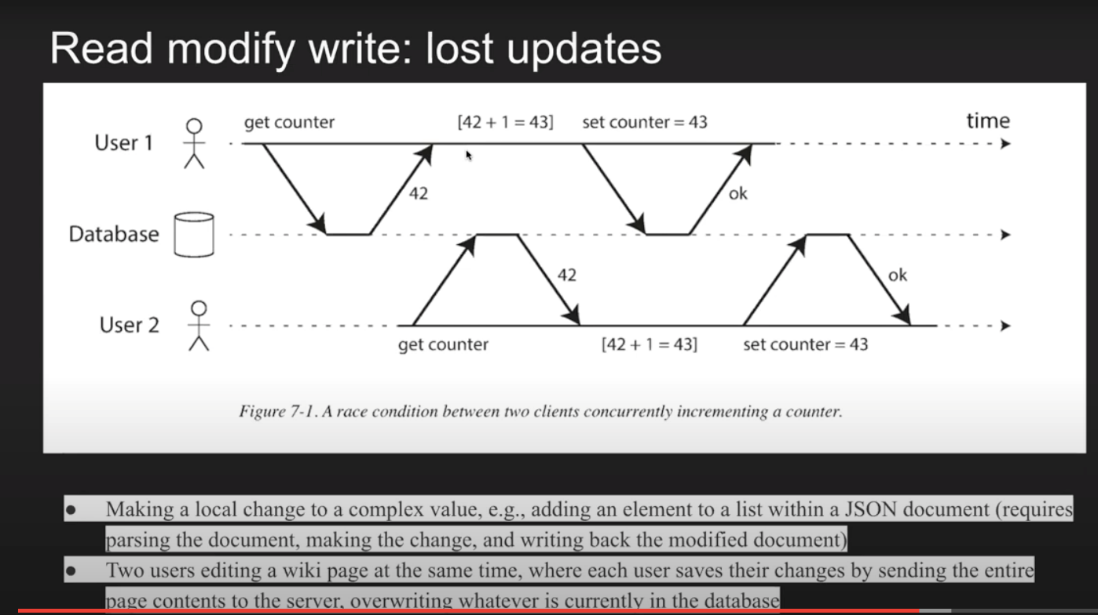 Read modify write: lost updates
get counter [42 + 1 = 43] set counter = 43 time
User 1
42 ok
Database
42 ok
User 2
get counter [42 + 1 = 43] set counter = 43
Figure 7-1. A race condition between two clients concurrently incrementing a counter.
● Making a local change to a complex value, e.g., adding an element to a list within a JSON document (requires
parsing the document, making the change, and writing back the modified document)
● Two users editing a wiki page at the same time, where each user saves their changes by sending the entire
page contents to the server, overwriting whatever is currently in the database